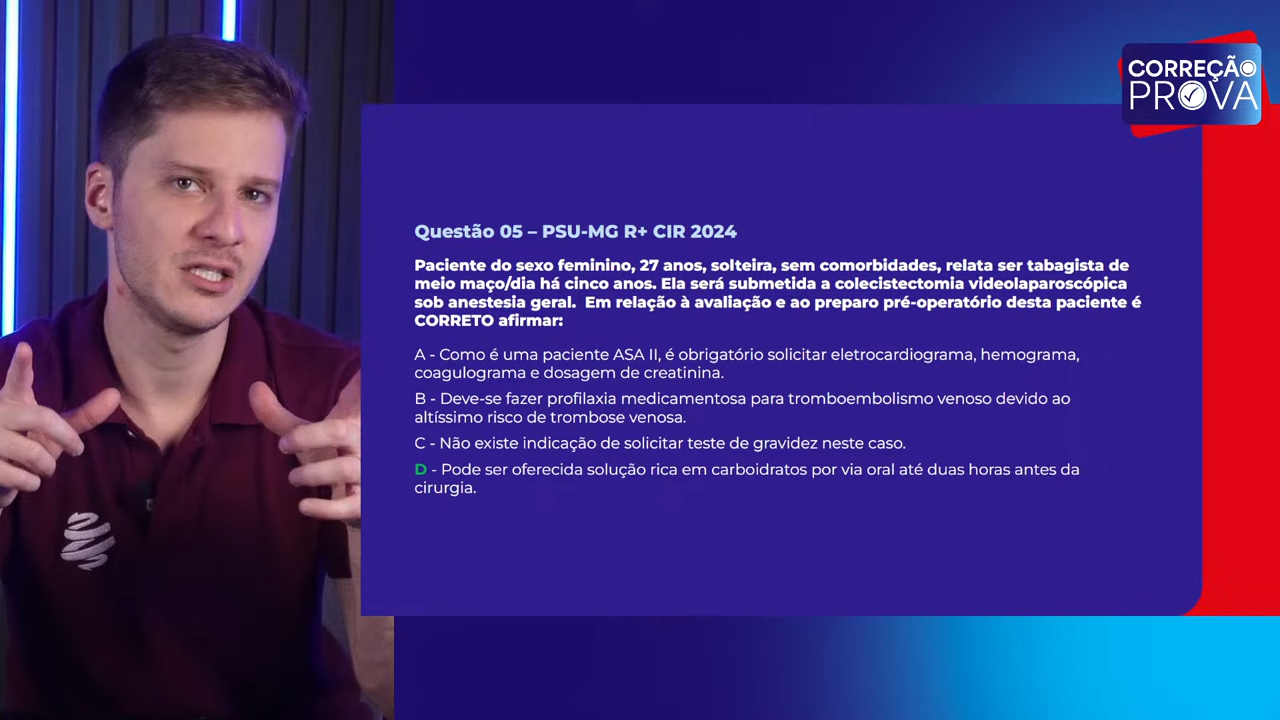 CORREÇÃO
PROVA
Questão 05 – PSU-MG R+ CIR 2024
Paciente do sexo feminino, 27 anos, solteira, sem comorbidades, relata ser tabagista de
meio maço/dia há cinco anos. Ela será submetida a colecistectomia videolaparoscópica
sob anestesia geral.  Em relação à avaliação e ao preparo pré-operatório desta paciente é
CORRETO afirmar:
A - Como é uma paciente ASA II, é obrigatório solicitar eletrocardiograma, hemograma,
coagulograma e dosagem de creatinina.
B - Deve-se fazer profilaxia medicamentosa para tromboembolismo venoso devido ao
altíssimo risco de trombose venosa.
C - Não existe indicação de solicitar teste de gravidez neste caso.
D - Pode ser oferecida solução rica em carboidratos por via oral até duas horas antes da
cirurgia.